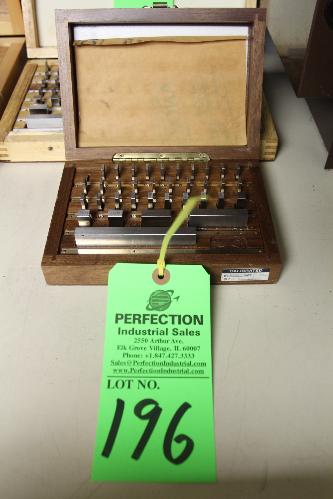 PERFECTION
Industrial Sales
2550 Arthur Ave.
Elk Grove Village, IL 60007
Phone: +1.847.427.3333
Sales@PerfectionIndustrial.com
www.PerfectionIndustrial.com
LOT NO.
196